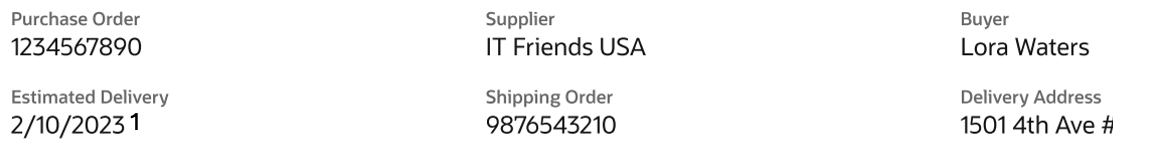 Purchase Order
Supplier
Buyer
1234567890
IT Friends USA
Lora Waters
Estimated Delivery
Shipping Order
Delivery Address
2/10/2023 1
9876543210
1501 4th Ave #